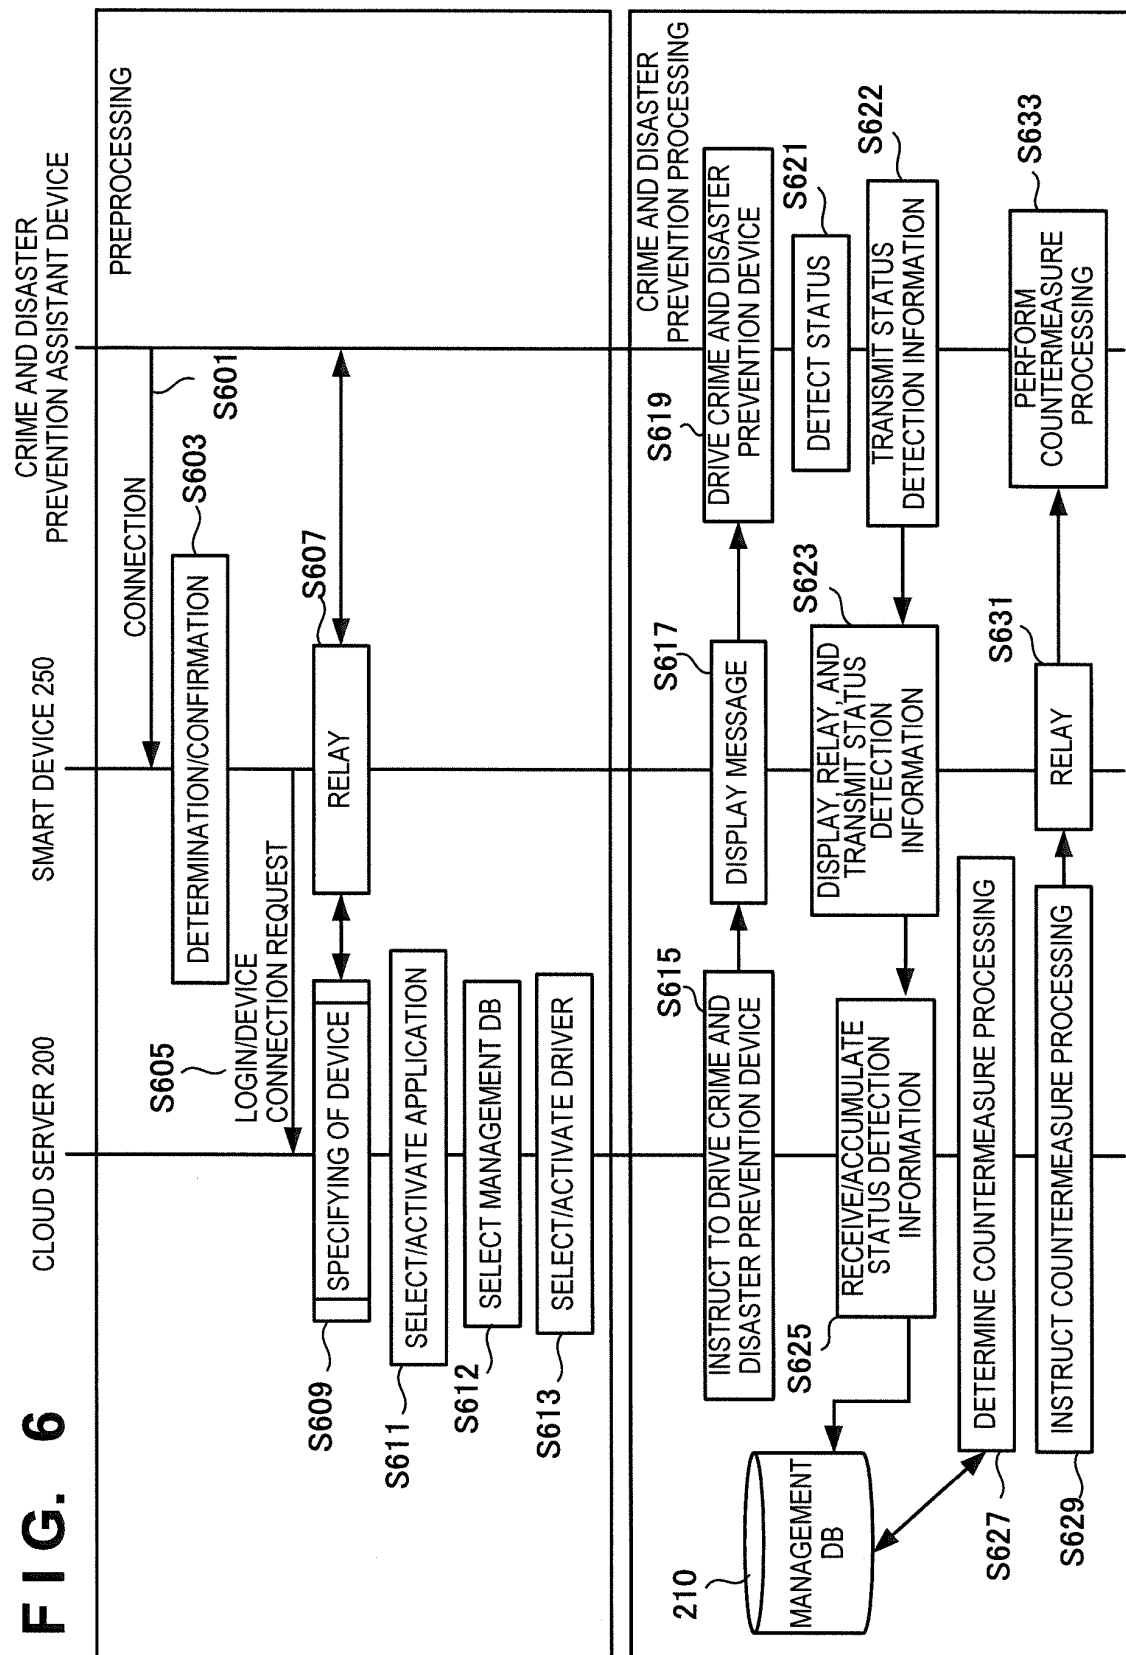 FIG. 6
CLOUD SERVER 200
SMART DEVICE 250
CRIME AND DISASTER
PREVENTION ASSISTANT DEVICE
PREPROCESSING
CONNECTION
S601
S603
DETERMINATION/CONFIRMATION
S605
LOGIN/DEVICE
CONNECTION REQUEST
S607
RELAY
S609
SPECIFYING OF DEVICE
S611
SELECT/ACTIVATE APPLICATION
S612
SELECT MANAGEMENT DB
S613
SELECT/ACTIVATE DRIVER
CRIME AND DISASTER
PREVENTION PROCESSING
S615
INSTRUCT TO DRIVE CRIME AND
DISASTER PREVENTION DEVICE
S617
DISPLAY MESSAGE
S619
DRIVE CRIME AND DISASTER
PREVENTION DEVICE
S621
DETECT STATUS
S622
TRANSMIT STATUS
DETECTION INFORMATION
S623
DISPLAY, RELAY, AND
TRANSMIT STATUS
DETECTION
INFORMATION
S625
RECEIVE/ACCUMULATE
STATUS DETECTION
INFORMATION
210
MANAGEMENT
DB
S627
DETERMINE COUNTERMEASURE PROCESSING
S629
INSTRUCT COUNTERMEASURE PROCESSING
S631
RELAY
S633
PERFORM
COUNTERMEASURE
PROCESSING